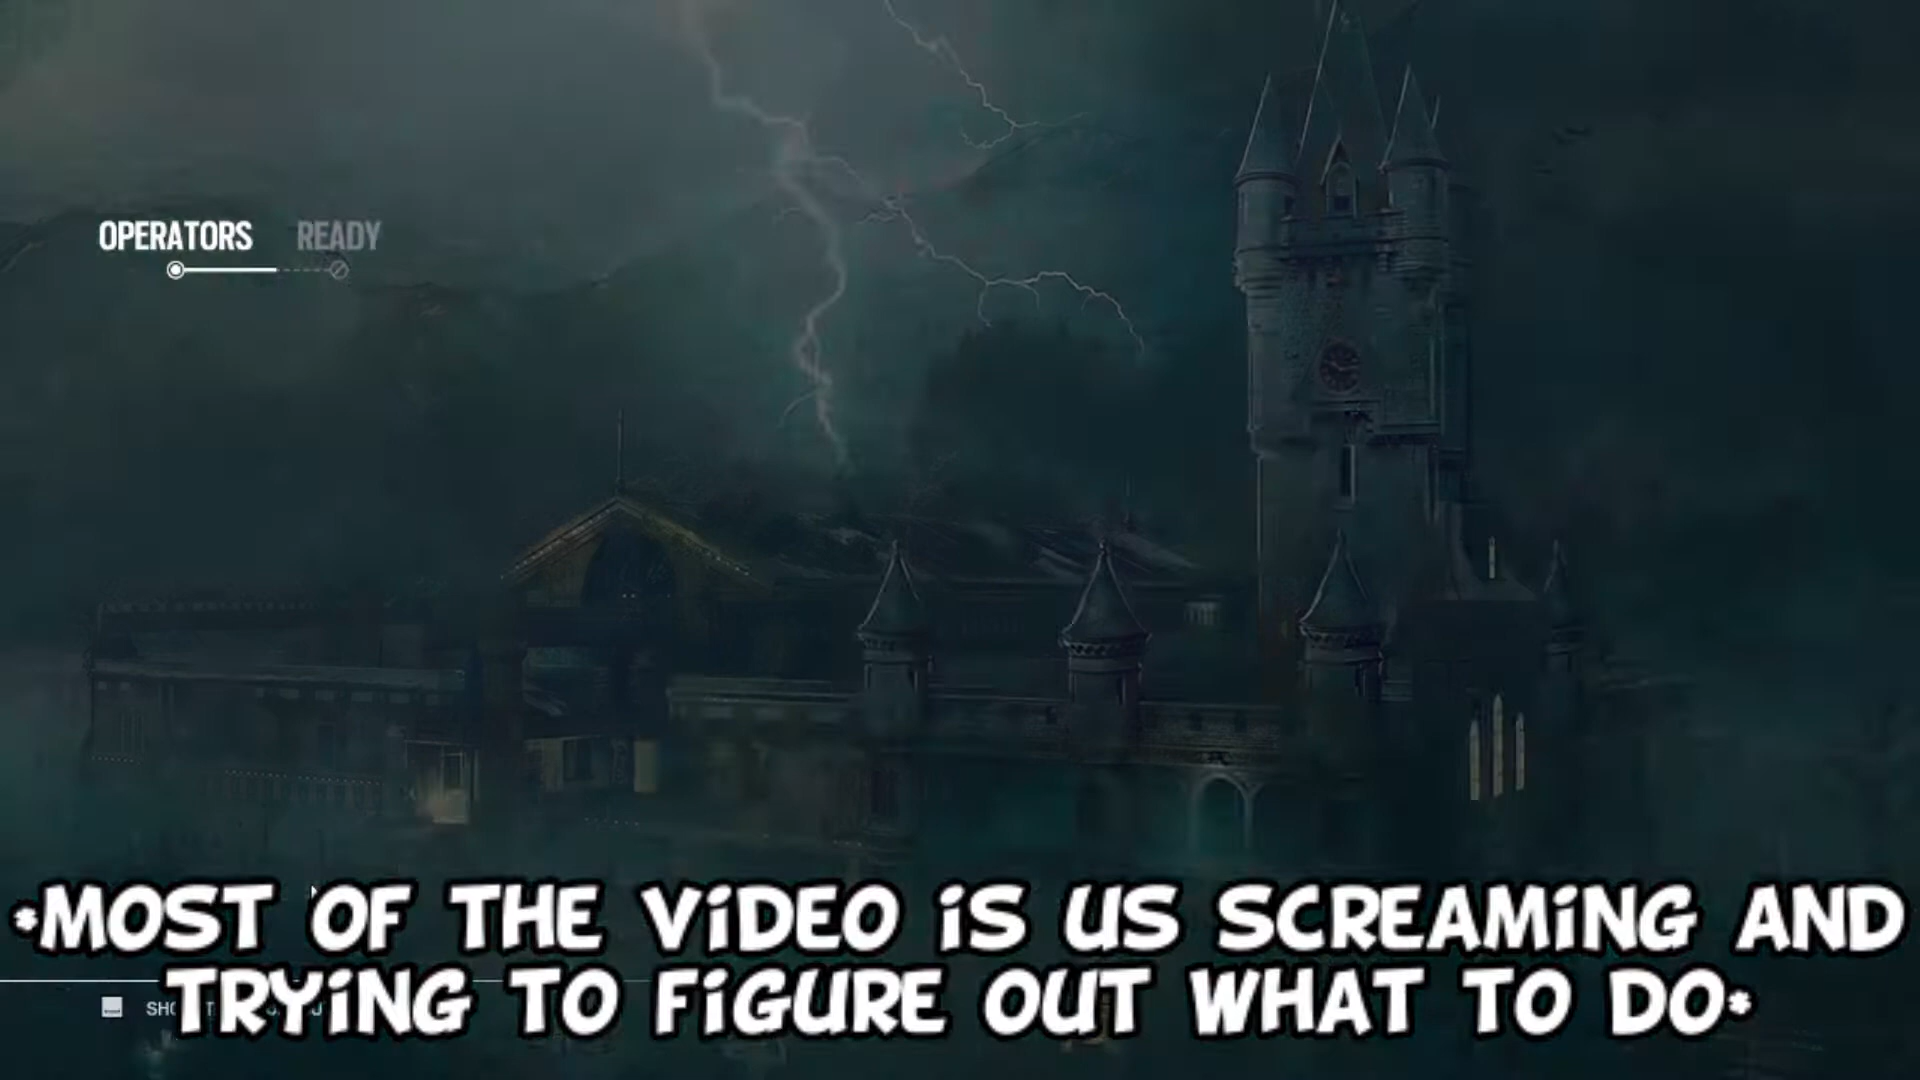 OPERATORS READY
*MOST OF THE ViDEO iS US SCREAMiNG AND
TRYiNG TO FiGURE OUT WHAT TO DO*